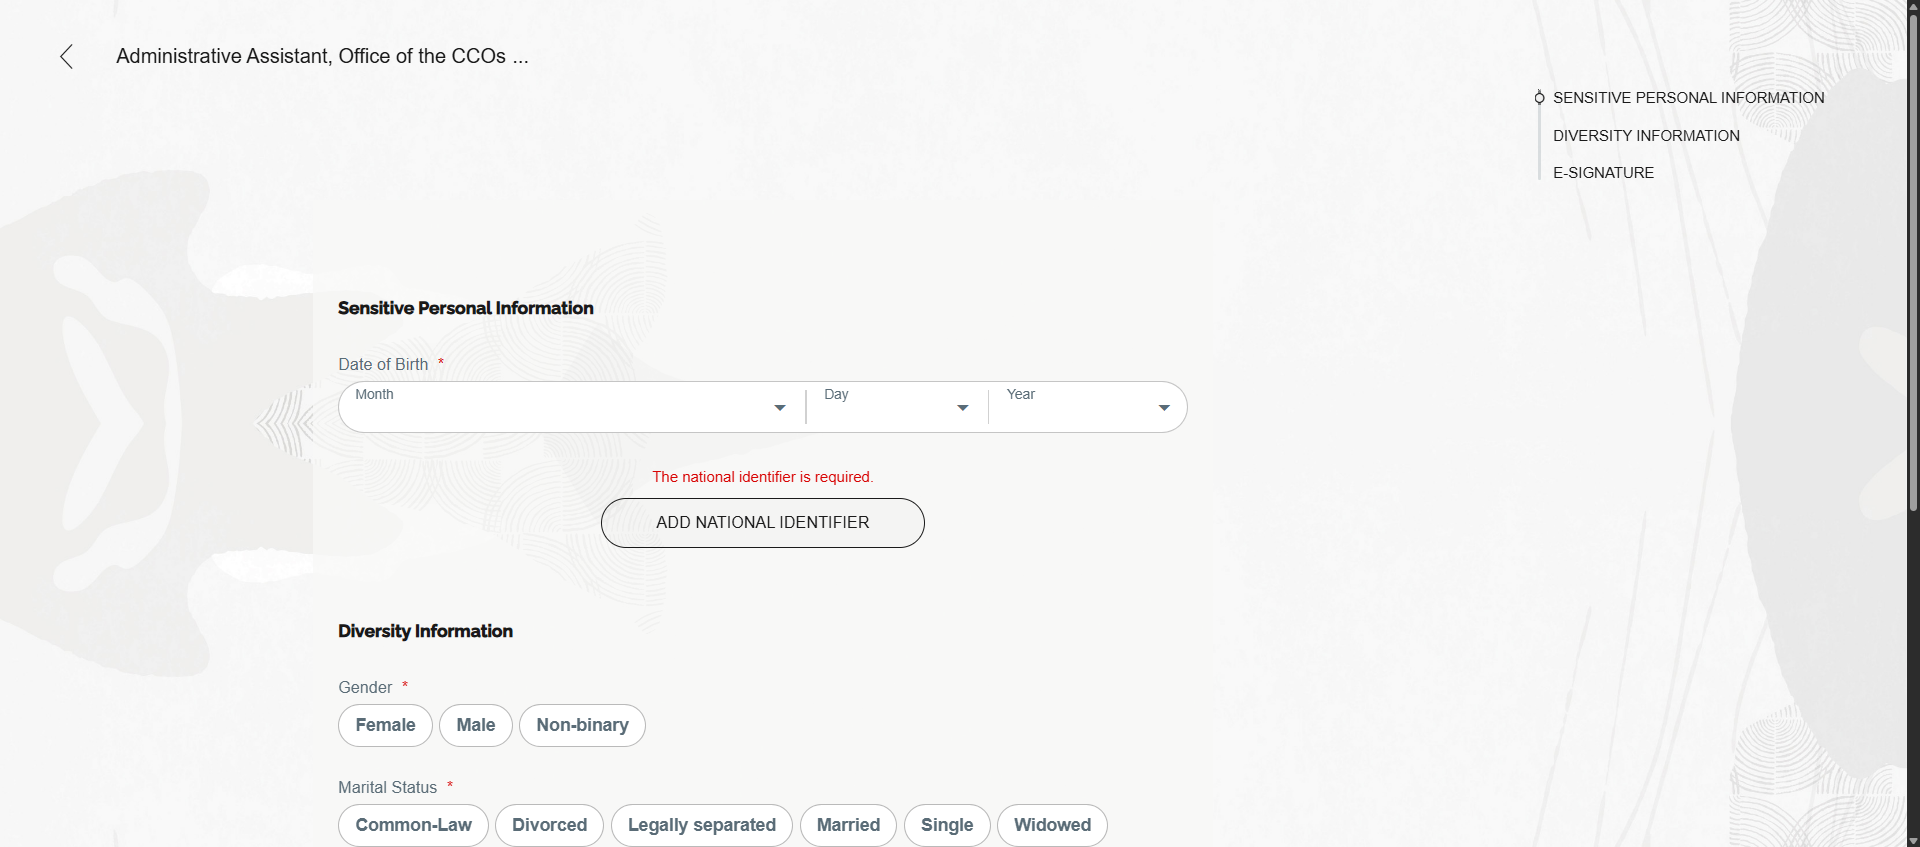 Administrative Assistant, Office of the CCOs ...
SENSITIVE PERSONAL INFORMATION
DIVERSITY INFORMATION
E-SIGNATURE
Sensitive Personal Information
Date of Birth *
Month Day Year
The national identifier is required.
ADD NATIONAL IDENTIFIER
Diversity Information
Gender *
Female Male Non-binary
Marital Status *
Common-Law Divorced Legally separated Married Single Widowed